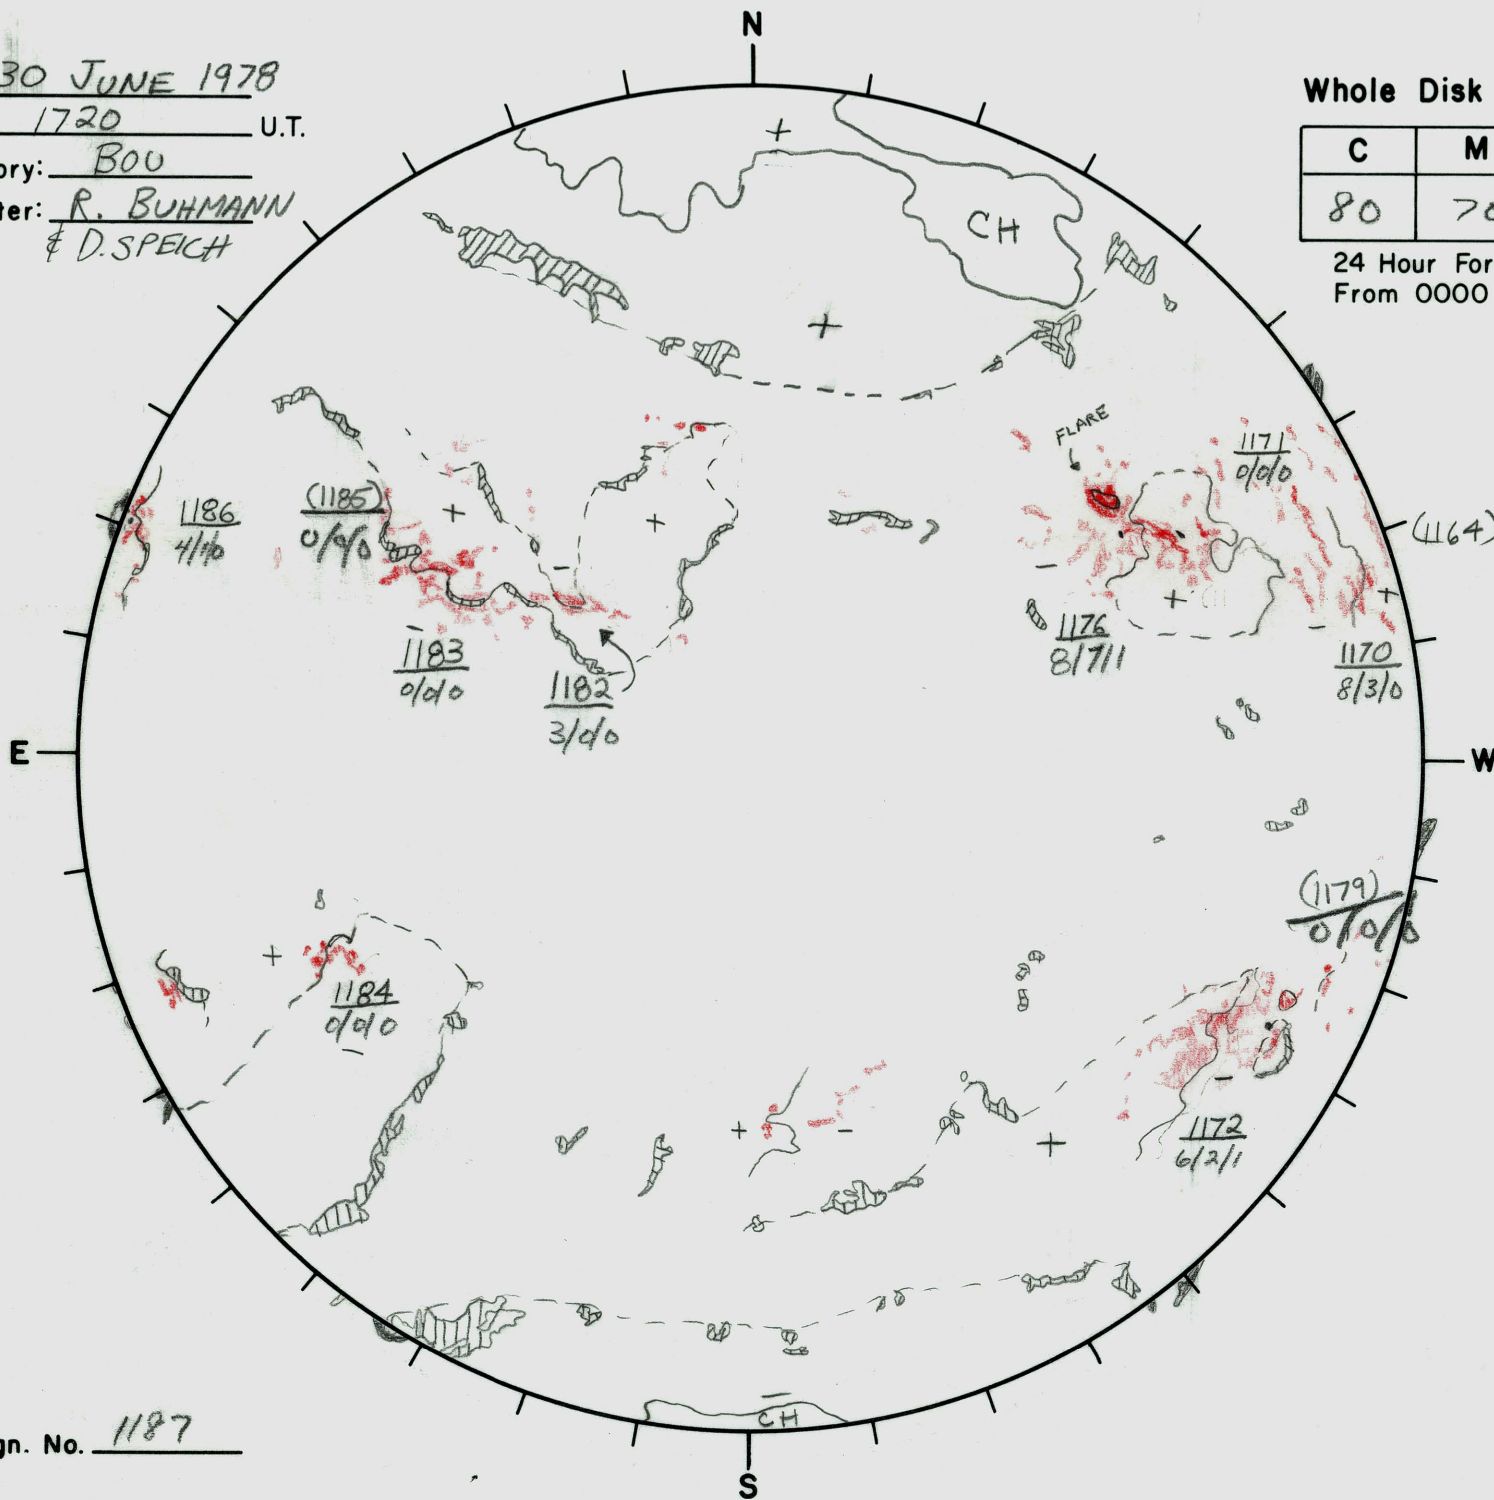 N
30 JUNE 1978
1720 U.T.
ory: BOU
ter: R. BUHMANN
& D. SPEICH
Whole Disk
C M
80 70
24 Hour For
From 0000
+
CH
+
FLARE
1171
0/0/0
(1164)
1186
4/1/0
(1185)
0/0/0
+
+
-
-
+
+
-
-
1176
8/7/1
1170
8/3/0
1183
0/0/0
1182
3/0/0
E
W
(1179)
0/0/0
+
1184
0/0/0
-
+
-
-
+
1172
6/2/1
-
CH
gn. No. 1187
S